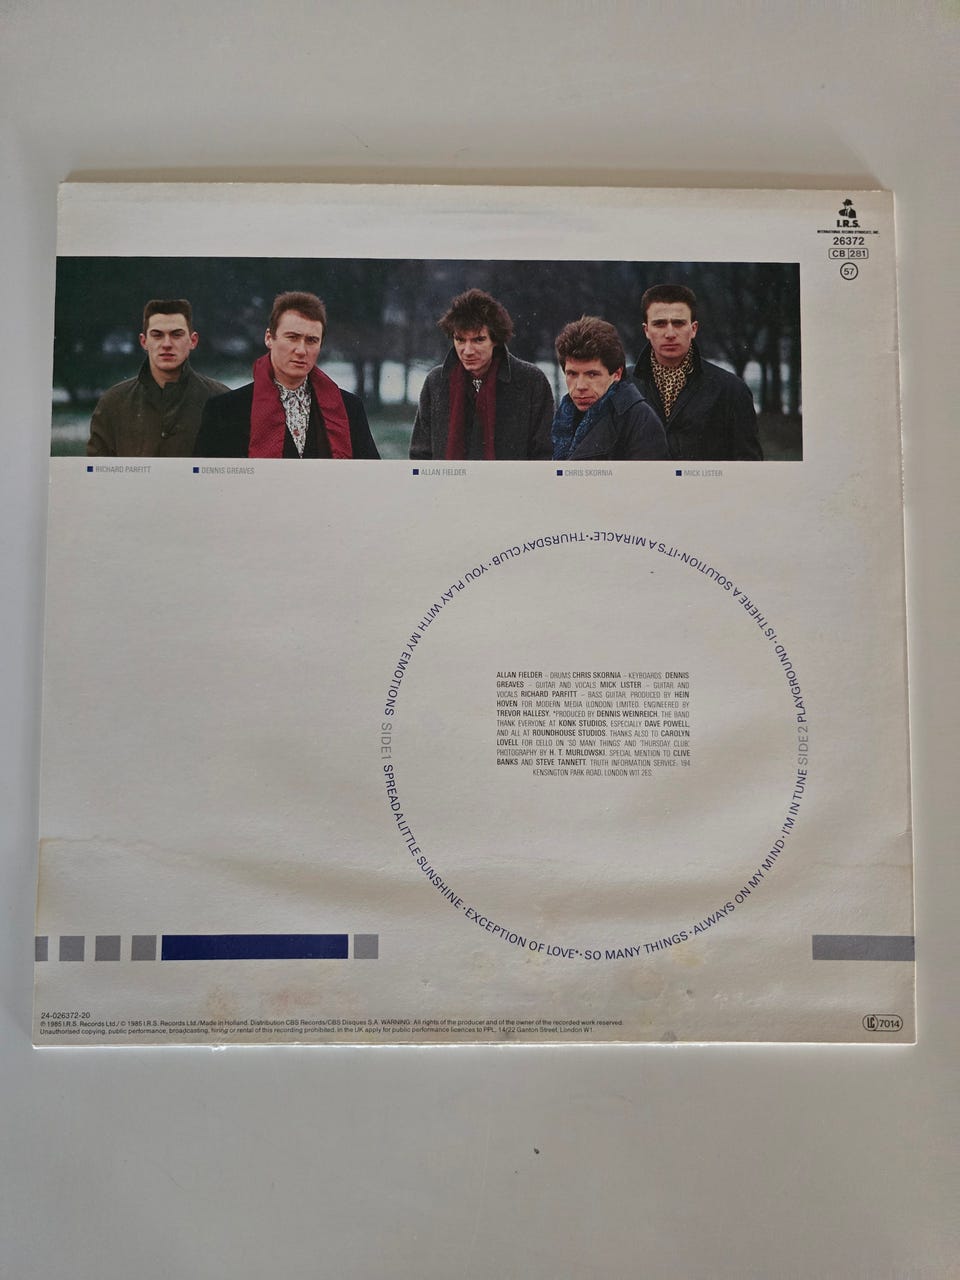 I.R.S.
INTERNATIONAL RECORD SYNDICATE, INC.
26372
CB 281
57
RICHARD PARFITT
DENNIS GREAVES
ALLAN FIELDER
CHRIS SKORNIA
MICK LISTER
SIDE 1 SPREAD A LITTLE SUNSHINE · EXCEPTION OF LOVE* · SO MANY THINGS · ALWAYS ON MY MIND · I'M IN TUNE
SIDE 2 PLAYGROUND · IS THERE A SOLUTION · IT'S A MIRACLE · THURSDAY CLUB · YOU PLAY WITH MY EMOTIONS
ALLAN FIELDER – DRUMS CHRIS SKORNIA – KEYBOARDS DENNIS
GREAVES – GUITAR AND VOCALS MICK LISTER – GUITAR AND
VOCALS RICHARD PARFITT – BASS GUITAR. PRODUCED BY HEIN
HOVEN FOR MODERN MEDIA (LONDON) LIMITED. ENGINEERED BY
TREVOR HALLESY. *PRODUCED BY DENNIS WEINREICH. THE BAND
THANK EVERYONE AT KONK STUDIOS, ESPECIALLY DAVE POWELL,
AND ALL AT ROUNDHOUSE STUDIOS. THANKS ALSO TO CAROLYN
LOVELL FOR CELLO ON 'SO MANY THINGS' AND 'THURSDAY CLUB'.
PHOTOGRAPHY BY H. T. MURLOWSKI. SPECIAL MENTION TO CLIVE
BANKS AND STEVE TANNETT. TRUTH INFORMATION SERVICE: 194
KENSINGTON PARK ROAD, LONDON W11 2ES.
24-026372-20
℗ 1985 I.R.S. Records Ltd./ © 1985 I.R.S. Records Ltd./Made in Holland. Distribution CBS Records/CBS Disques S.A. WARNING: All rights of the producer and of the owner of the recorded work reserved.
Unauthorised copying, public performance, broadcasting, hiring or rental of this recording prohibited. In the UK apply for public performance licences to PPL, 14/22 Ganton Street, London W1.
LC 7014